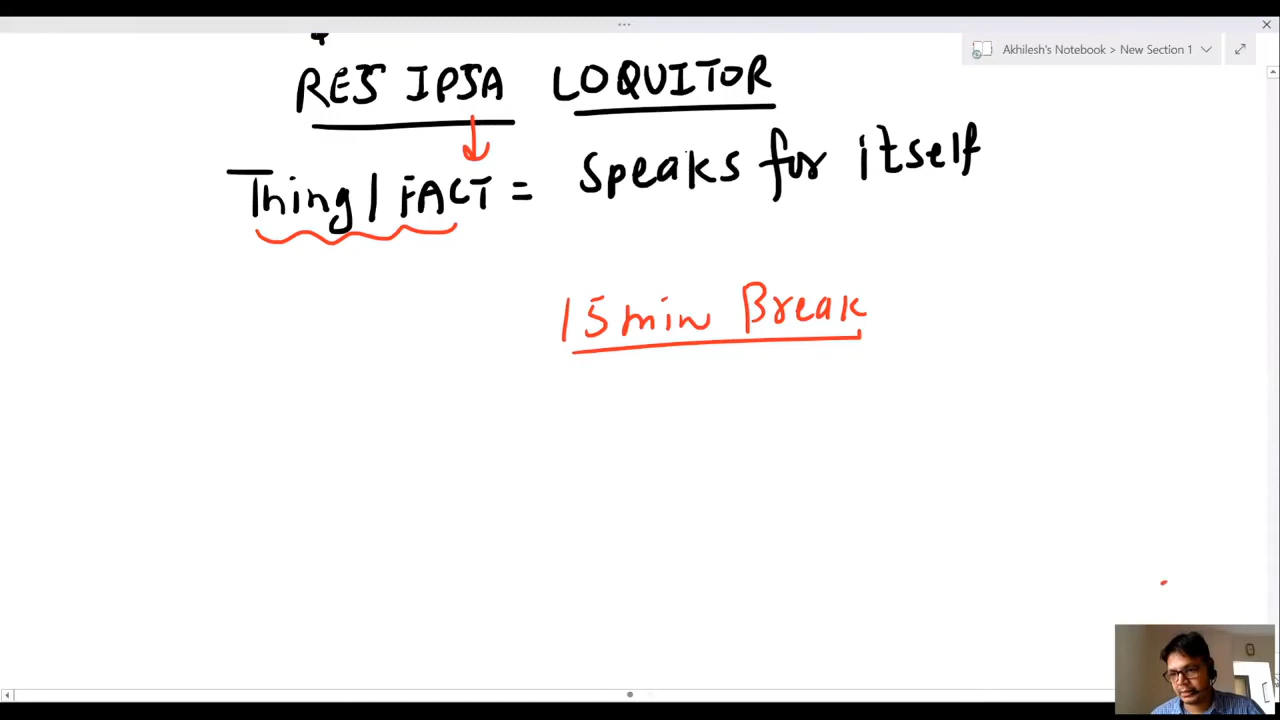 Akhilesh's Notebook > New Section 1
RES IPSA LOQUITOR
Thing / FACT = Speaks for itself
15 min Break